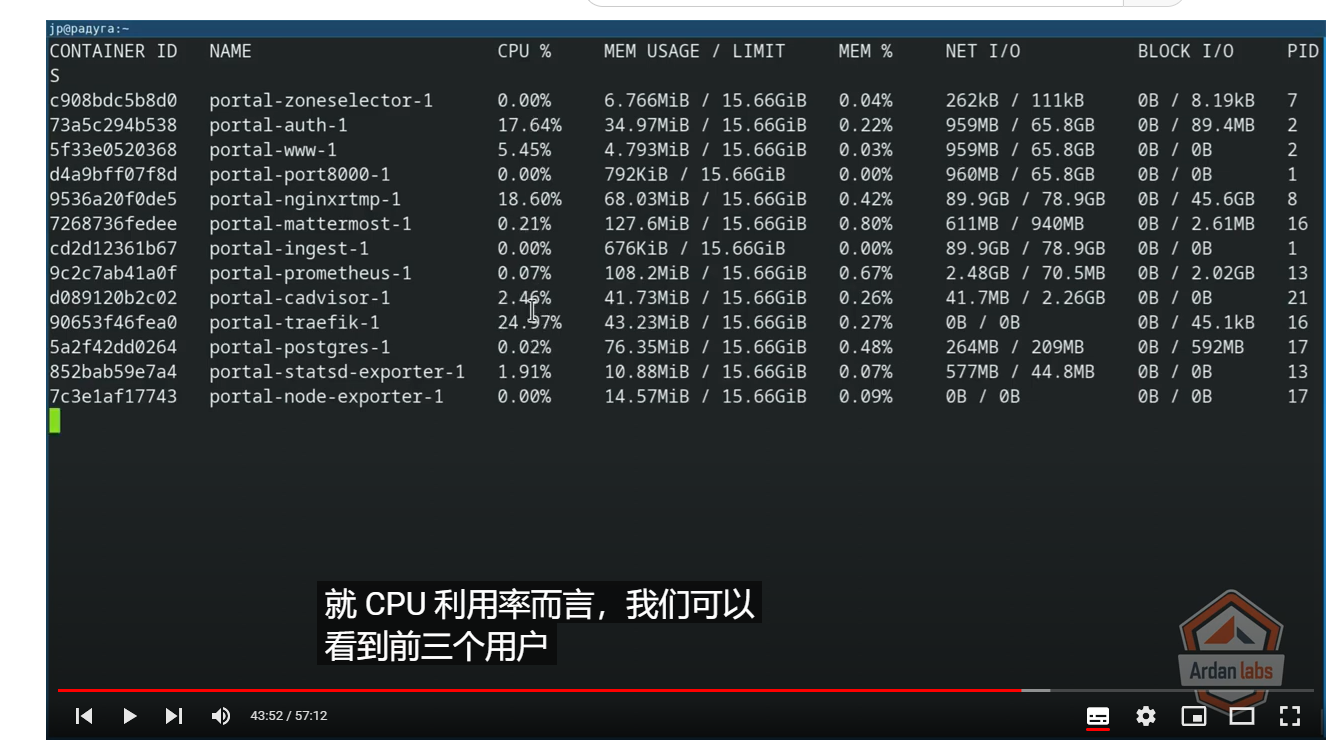 jp@радуга:~
CONTAINER ID   NAME                      CPU %     MEM USAGE / LIMIT     MEM %     NET I/O           BLOCK I/O         PID
S
c908bdc5b8d0   portal-zoneselector-1     0.00%     6.766MiB / 15.66GiB   0.04%     262kB / 111kB     0B / 8.19kB       7
73a5c294b538   portal-auth-1             17.64%    34.97MiB / 15.66GiB   0.22%     959MB / 65.8GB    0B / 89.4MB       2
5f33e0520368   portal-www-1              5.45%     4.793MiB / 15.66GiB   0.03%     959MB / 65.8GB    0B / 0B           2
d4a9bff07f8d   portal-port8000-1         0.00%     792KiB / 15.66GiB     0.00%     960MB / 65.8GB    0B / 0B           1
9536a20f0de5   portal-nginxrtmp-1        18.60%    68.03MiB / 15.66GiB   0.42%     89.9GB / 78.9GB   0B / 45.6GB       8
7268736fedee   portal-mattermost-1       0.21%     127.6MiB / 15.66GiB   0.80%     611MB / 940MB     0B / 2.61MB       16
cd2d12361b67   portal-ingest-1           0.00%     676KiB / 15.66GiB     0.00%     89.9GB / 78.9GB   0B / 0B           1
9c2c7ab41a0f   portal-prometheus-1       0.07%     108.2MiB / 15.66GiB   0.67%     2.48GB / 70.5MB   0B / 2.02GB       13
d089120b2c02   portal-cadvisor-1         2.46%     41.73MiB / 15.66GiB   0.26%     41.7MB / 2.26GB   0B / 0B           21
90653f46fea0   portal-traefik-1          24.97%    43.23MiB / 15.66GiB   0.27%     0B / 0B           0B / 45.1kB       16
5a2f42dd0264   portal-postgres-1         0.02%     76.35MiB / 15.66GiB   0.48%     264MB / 209MB     0B / 592MB        17
852bab59e7a4   portal-statsd-exporter-1  1.91%     10.88MiB / 15.66GiB   0.07%     577MB / 44.8MB    0B / 0B           13
7c3e1af17743   portal-node-exporter-1    0.00%     14.57MiB / 15.66GiB   0.09%     0B / 0B           0B / 0B           17
就 CPU 利用率而言，我们可以
看到前三个用户
Ardan labs
43:52 / 57:12